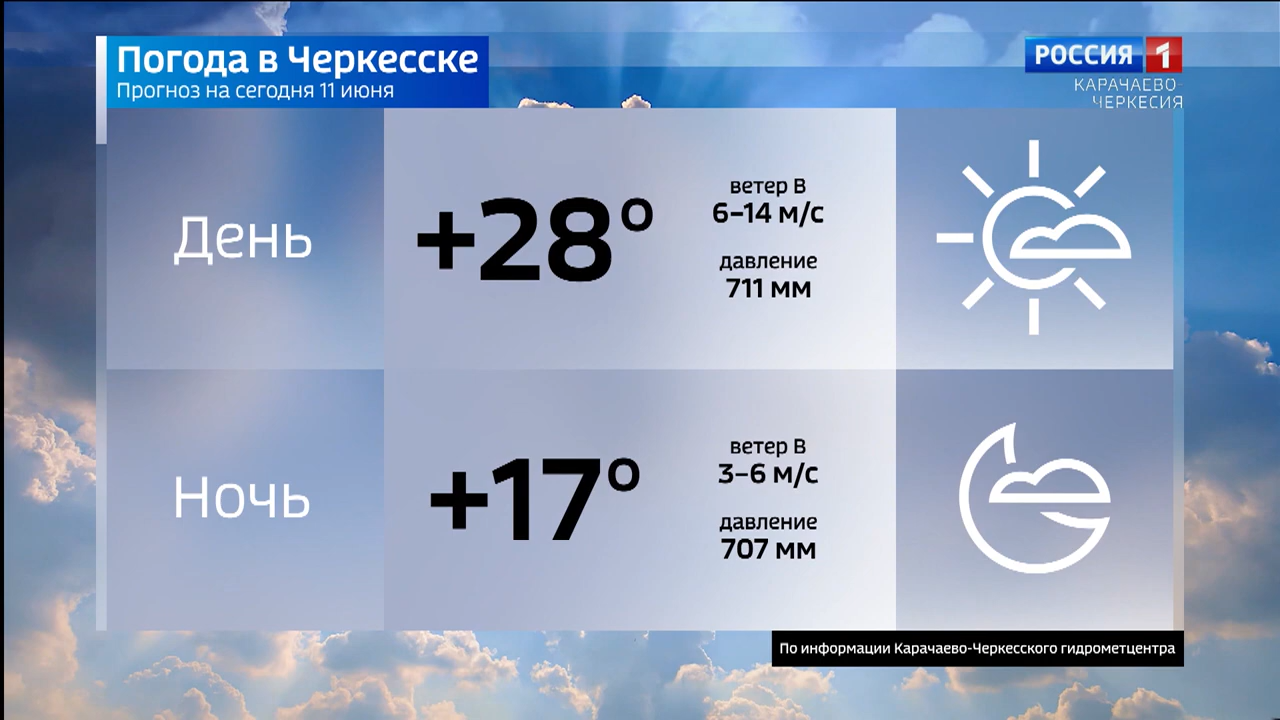 Погода в Черкесске
Прогноз на сегодня 11 июня
РОССИЯ 1
КАРАЧАЕВО-
ЧЕРКЕСИЯ
День
+28°
ветер В
6–14 м/с
давление
711 мм
Ночь
+17°
ветер В
3–6 м/с
давление
707 мм
По информации Карачаево-Черкесского гидрометцентра